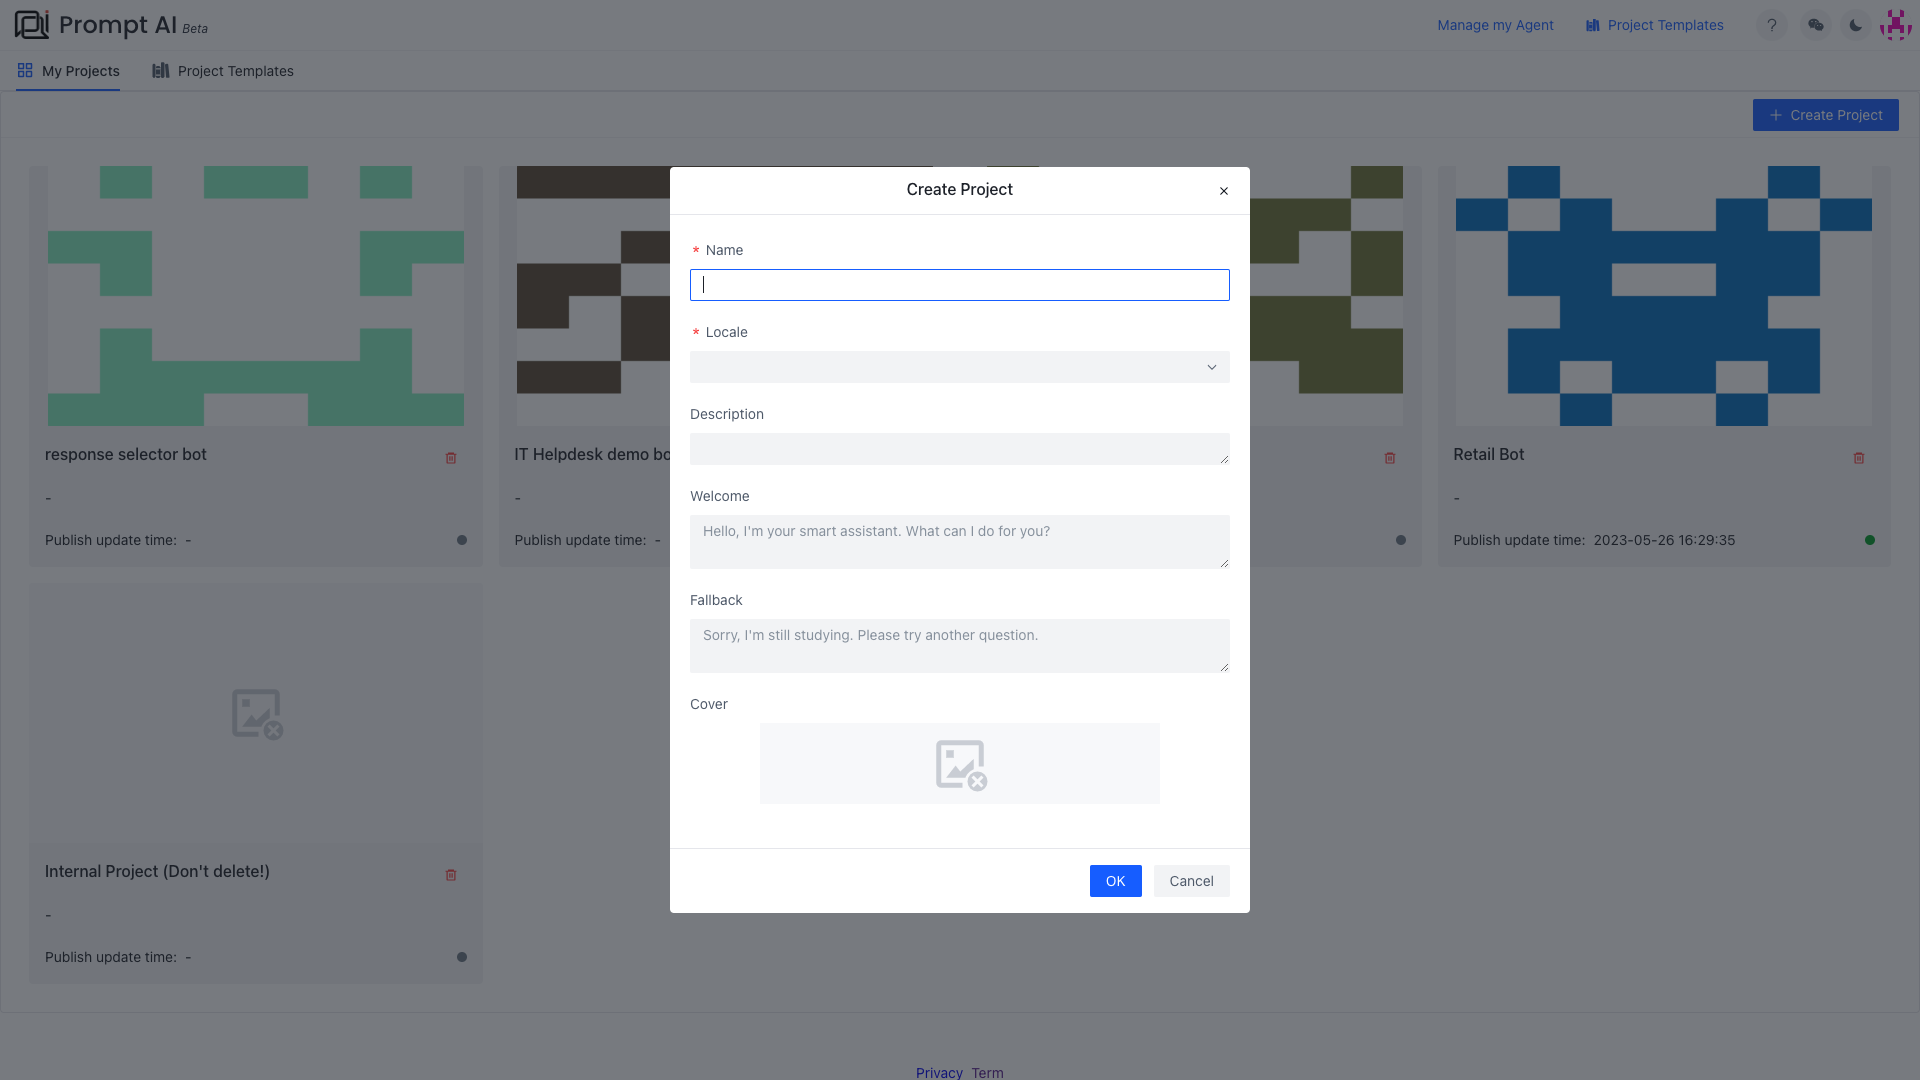 Prompt AI Beta
Manage my Agent
Project Templates
?
My Projects
Project Templates
+ Create Project
Create Project
×
* Name
* Locale
Description
Welcome
Hello, I'm your smart assistant. What can I do for you?
Fallback
Sorry, I'm still studying. Please try another question.
Cover
OK
Cancel
response selector bot
-
Publish update time: -
IT Helpdesk demo bo
-
Publish update time: -
Retail Bot
-
Publish update time: 2023-05-26 16:29:35
Internal Project (Don't delete!)
-
Publish update time: -
Privacy Term